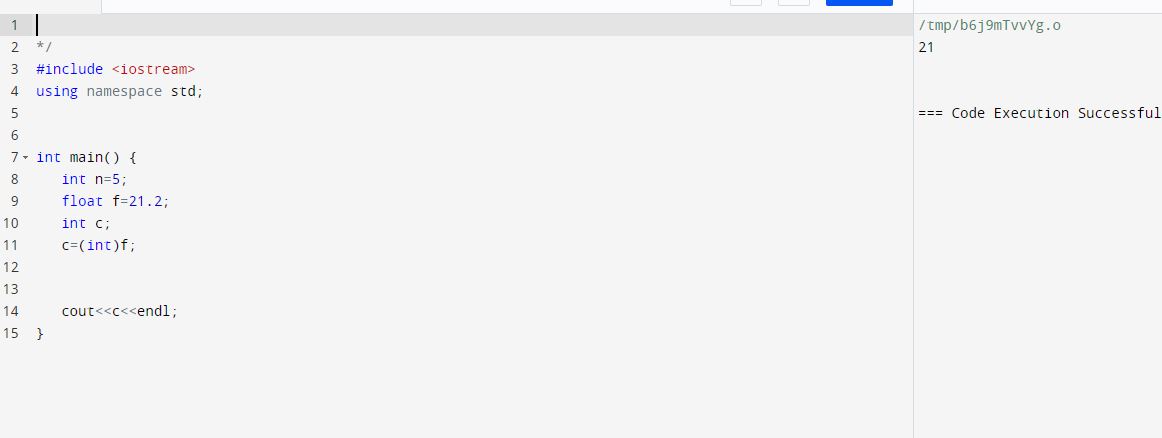 1
2 */
3 #include <iostream>
4 using namespace std;
5
6
7 int main() {
8 int n=5;
9 float f=21.2;
10 int c;
11 c=(int)f;
12
13
14 cout<<c<<endl;
15 }
/tmp/b6j9mTvvYg.o
21
=== Code Execution Successful